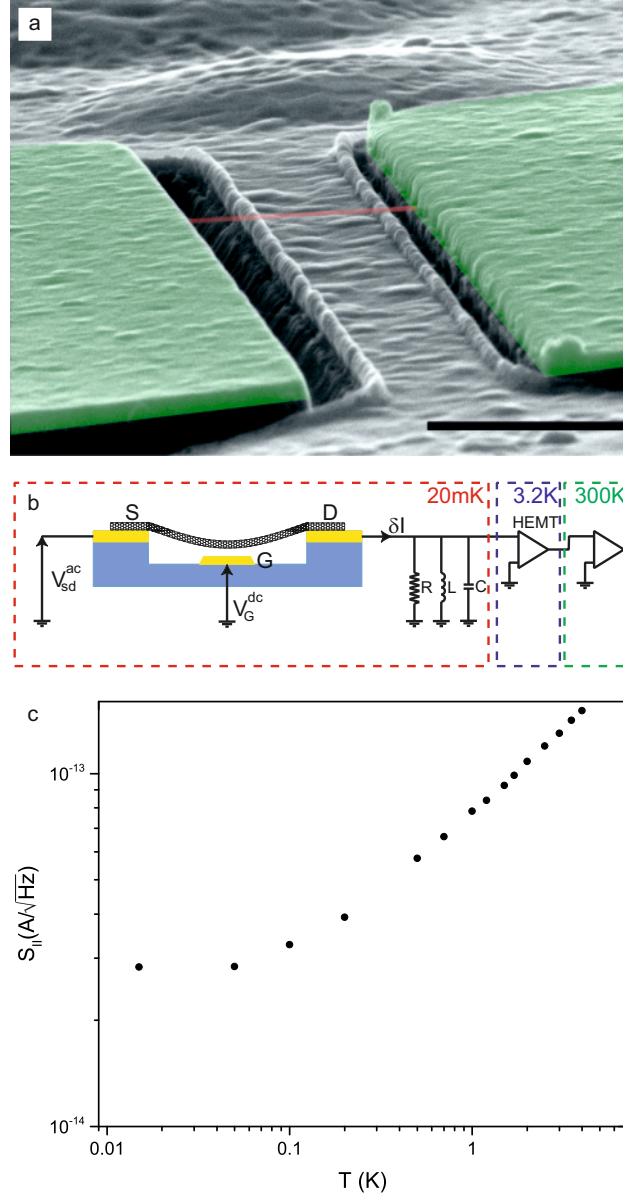 a
b
20mK
3.2K
300K
HEMT
S
D
δI
G
R
L
C
V_sd^ac
V_G^dc
c
10^-13
S_II(A/√Hz)
10^-14
0.01
0.1
1
T (K)